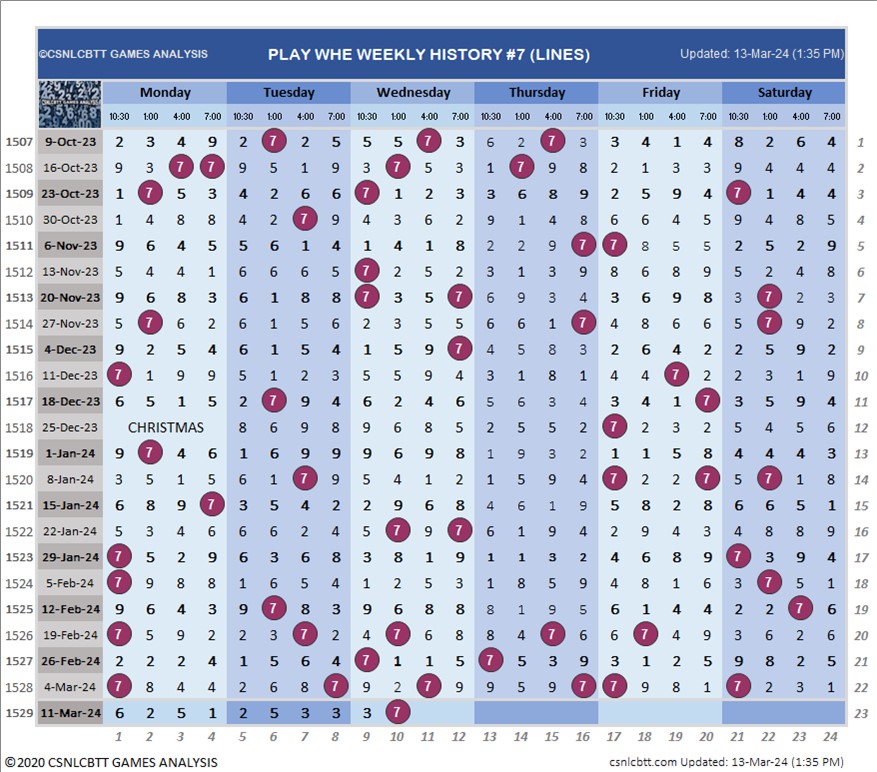 ©CSNLCBTT GAMES ANALYSIS PLAY WHE WEEKLY HISTORY #7 (LINES) Updated: 13-Mar-24 (1:35 PM)
Monday Tuesday Wednesday Thursday Friday Saturday
10:30 1:00 4:00 7:00 10:30 1:00 4:00 7:00 10:30 1:00 4:00 7:00 10:30 1:00 4:00 7:00 10:30 1:00 4:00 7:00 10:30 1:00 4:00 7:00
1507 9-Oct-23 2 3 4 9 2 7 2 5 5 5 7 3 6 2 7 3 3 4 1 4 8 2 6 4 1
1508 16-Oct-23 9 3 7 7 9 5 1 9 3 7 5 3 1 7 9 8 2 1 3 3 9 4 4 4 2
1509 23-Oct-23 1 7 5 3 4 2 6 6 7 1 2 3 3 6 8 9 2 5 9 4 7 1 4 4 3
1510 30-Oct-23 1 4 8 8 4 2 7 9 4 3 6 2 9 1 4 8 6 6 4 5 9 4 8 5 4
1511 6-Nov-23 9 6 4 5 5 6 1 4 1 4 1 8 2 2 9 7 7 8 5 5 2 5 2 9 5
1512 13-Nov-23 5 4 4 1 6 6 6 5 7 2 5 2 3 1 3 9 8 6 8 9 5 2 4 8 6
1513 20-Nov-23 9 6 8 3 6 1 8 8 7 3 5 7 6 9 3 4 3 6 9 8 3 7 2 3 7
1514 27-Nov-23 5 7 6 2 6 1 5 6 2 3 5 5 6 6 1 7 4 8 6 6 5 7 9 2 8
1515 4-Dec-23 9 2 5 4 6 1 5 4 1 5 9 7 4 5 8 3 2 6 4 2 2 5 9 2 9
1516 11-Dec-23 7 1 9 9 5 1 2 3 5 5 9 4 3 1 8 1 4 4 7 2 2 3 1 9 10
1517 18-Dec-23 6 5 1 5 2 7 9 4 6 2 4 6 5 6 3 4 3 4 1 7 3 5 9 4 11
1518 25-Dec-23 CHRISTMAS 8 6 9 8 9 6 8 5 2 5 5 2 7 2 3 2 5 4 5 6 12
1519 1-Jan-24 9 7 4 6 1 6 9 9 9 2 1 8 1 9 3 2 1 1 5 8 4 4 4 3 13
1520 8-Jan-24 3 5 1 5 6 1 7 9 5 4 1 2 8 5 1 9 7 2 2 7 5 7 1 8 14
1521 15-Jan-24 6 8 9 7 3 5 4 2 2 9 6 8 4 6 1 9 5 8 2 8 6 6 5 1 15
1522 22-Jan-24 5 3 4 6 6 6 2 4 5 7 9 7 2 1 4 6 2 9 4 3 4 8 8 9 16
1523 29-Jan-24 7 5 2 9 6 3 6 8 3 8 1 9 1 1 3 2 4 6 8 9 7 3 9 4 17
1524 5-Feb-24 7 9 8 8 1 6 5 4 1 2 5 3 1 8 5 9 4 8 1 6 3 7 5 1 18
1525 12-Feb-24 9 6 4 3 9 7 8 3 9 6 8 8 8 1 9 5 6 1 4 4 2 2 7 6 19
1526 19-Feb-24 7 5 9 2 2 3 7 2 4 7 6 8 8 4 7 6 6 7 4 9 3 6 2 6 20
1527 26-Feb-24 2 2 2 4 1 5 6 4 7 1 1 5 7 5 3 9 3 1 2 5 9 8 2 5 21
1528 4-Mar-24 7 8 4 4 2 6 8 7 9 2 7 9 9 5 9 7 7 9 8 1 7 2 3 1 22
1529 11-Mar-24 6 2 5 1 2 5 3 3 3 7 23
1 2 3 4 5 6 7 8 9 10 11 12 13 14 15 16 17 18 19 20 21 22 23 24
©2020 CSNLCBTT GAMES ANALYSIS csnlcbtt.com Updated: 13-Mar-24 (1:35 PM)